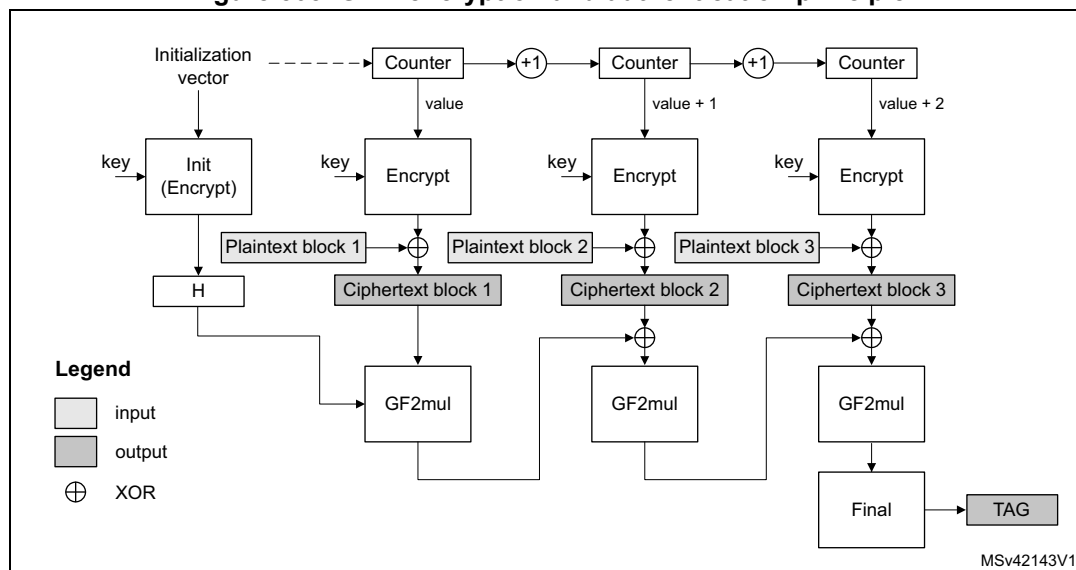 Initialization
vector
Counter
+1
Counter
+1
Counter
value
value + 1
value + 2
key
Init
(Encrypt)
key
Encrypt
key
Encrypt
key
Encrypt
Plaintext block 1
Plaintext block 2
Plaintext block 3
H
Ciphertext block 1
Ciphertext block 2
Ciphertext block 3
Legend
input
output
XOR
GF2mul
GF2mul
GF2mul
Final
TAG
MSv42143V1